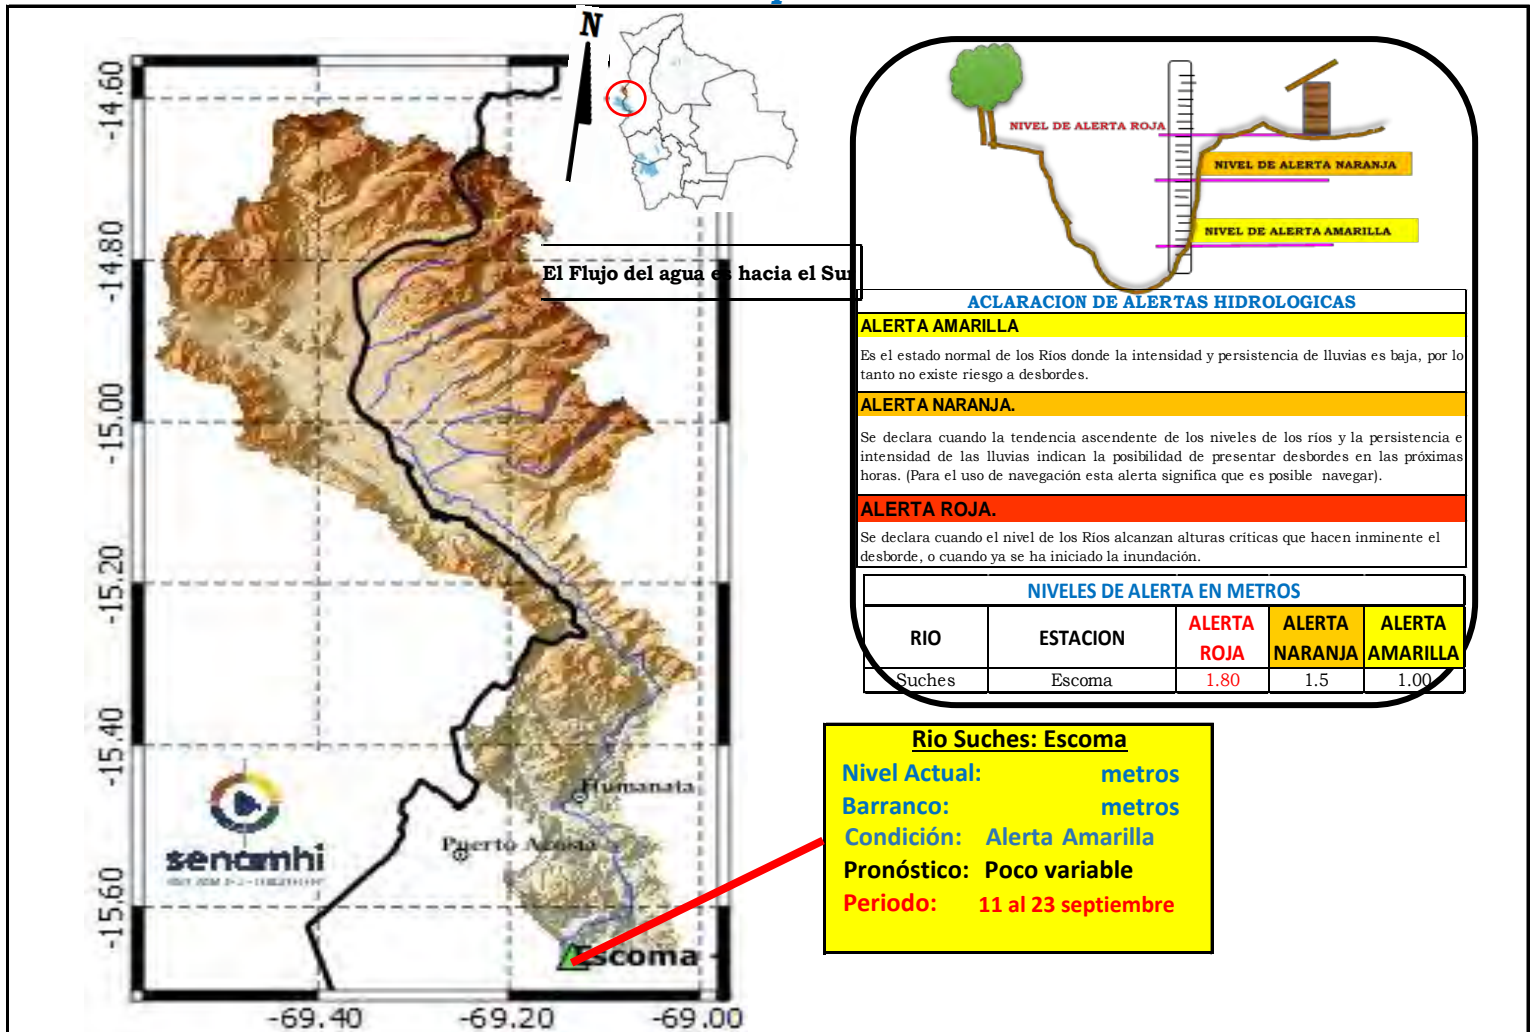 N
-14.60
-14.80
-15.00
-15.20
-15.40
-15.60
-69.40
-69.20
-69.00
El Flujo del agua es hacia el Sur
Humanata
Puerto Acosta
Escoma
senamhi
NIVEL DE ALERTA ROJA
NIVEL DE ALERTA NARANJA
NIVEL DE ALERTA AMARILLA
ACLARACION DE ALERTAS HIDROLOGICAS
ALERTA AMARILLA
Es el estado normal de los Ríos donde la intensidad y persistencia de lluvias es baja, por lo
tanto no existe riesgo a desbordes.
ALERTA NARANJA.
Se declara cuando la tendencia ascendente de los niveles de los ríos y la persistencia e
intensidad de las lluvias indican la posibilidad de presentar desbordes en las próximas
horas. (Para el uso de navegación esta alerta significa que es posible navegar).
ALERTA ROJA.
Se declara cuando el nivel de los Ríos alcanzan alturas críticas que hacen inminente el
desborde, o cuando ya se ha iniciado la inundación.
NIVELES DE ALERTA EN METROS
RIO ESTACION ALERTA ROJA ALERTA NARANJA ALERTA AMARILLA
Suches Escoma 1.80 1.5 1.00
Rio Suches: Escoma
Nivel Actual: metros
Barranco: metros
Condición: Alerta Amarilla
Pronóstico: Poco variable
Periodo: 11 al 23 septiembre